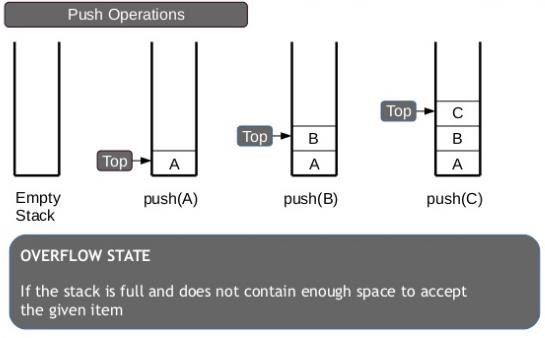 Push Operations
Top
A
Top
B
A
Top
C
B
A
Empty
Stack
push(A)
push(B)
push(C)
OVERFLOW STATE
If the stack is full and does not contain enough space to accept
the given item